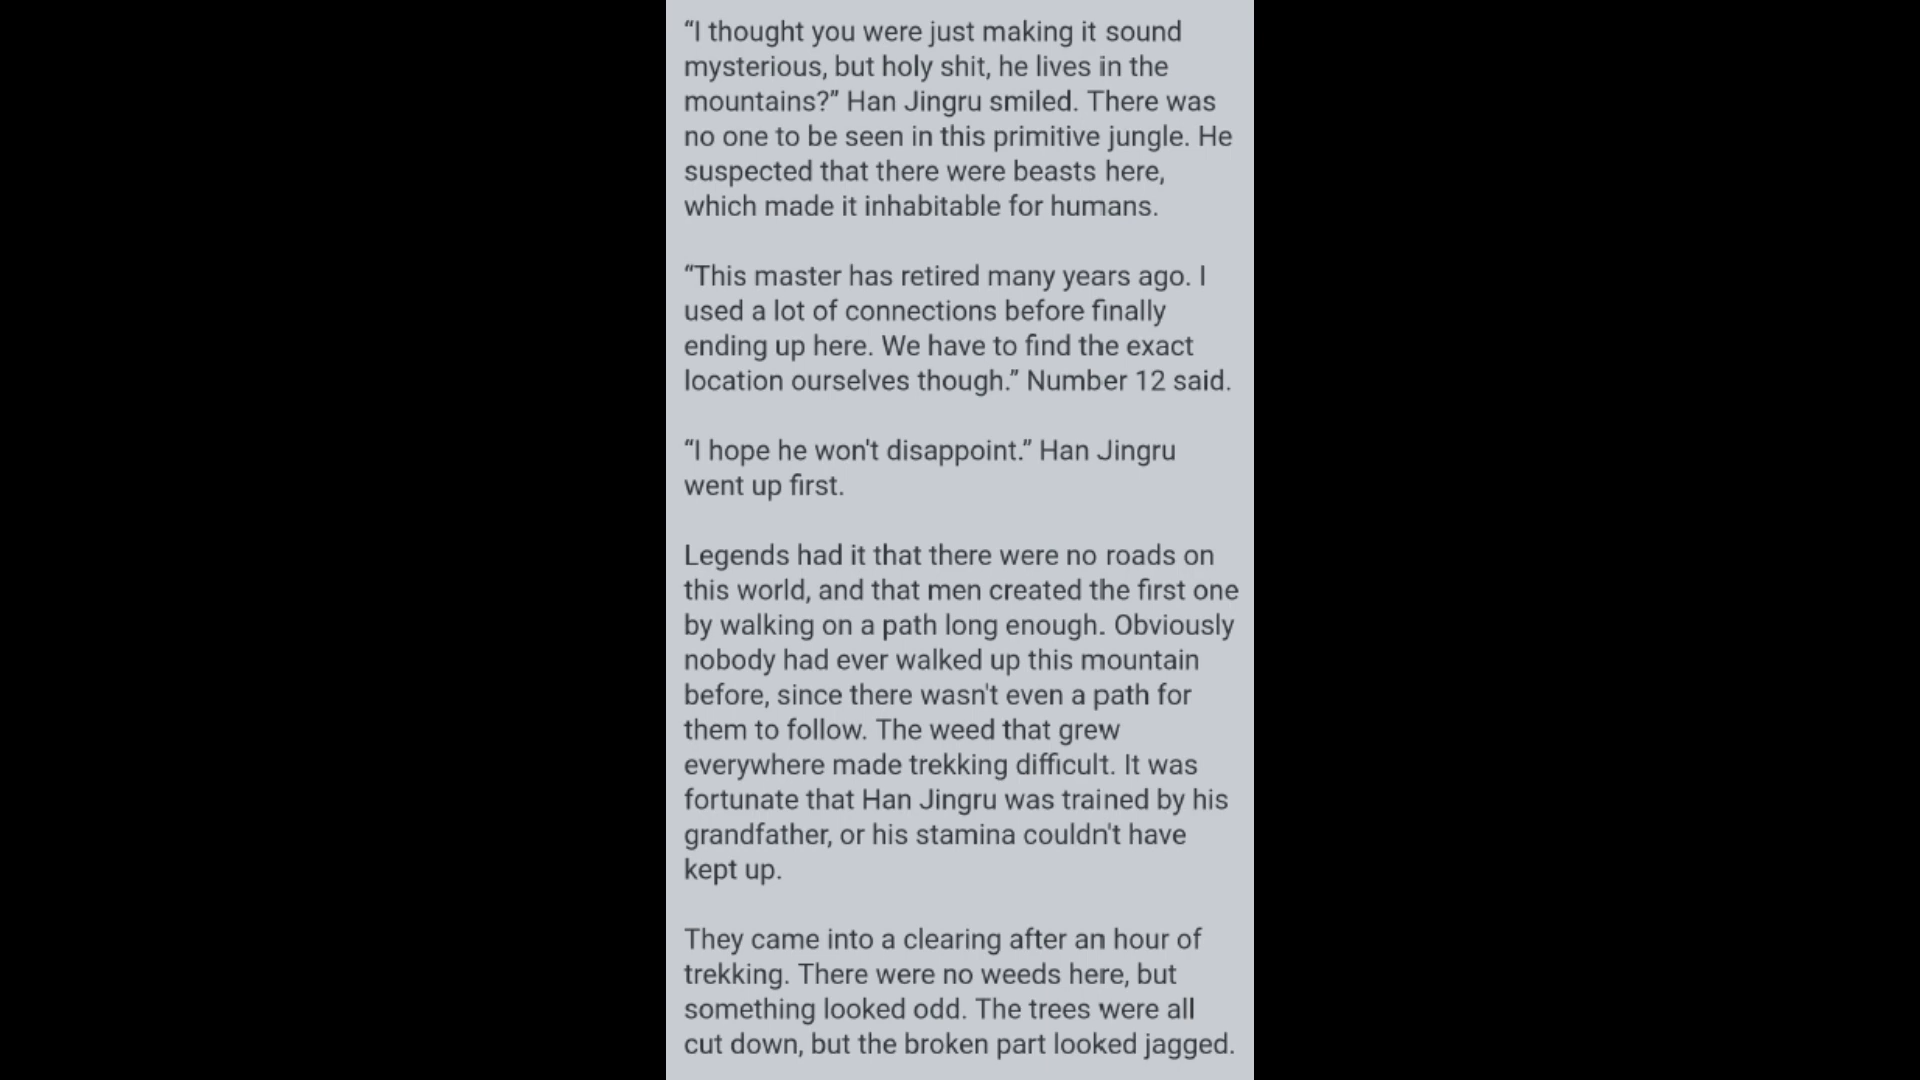 “I thought you were just making it sound
mysterious, but holy shit, he lives in the
mountains?” Han Jingru smiled. There was
no one to be seen in this primitive jungle. He
suspected that there were beasts here,
which made it inhabitable for humans.
“This master has retired many years ago. I
used a lot of connections before finally
ending up here. We have to find the exact
location ourselves though.” Number 12 said.
“I hope he won't disappoint.” Han Jingru
went up first.
Legends had it that there were no roads on
this world, and that men created the first one
by walking on a path long enough. Obviously
nobody had ever walked up this mountain
before, since there wasn't even a path for
them to follow. The weed that grew
everywhere made trekking difficult. It was
fortunate that Han Jingru was trained by his
grandfather, or his stamina couldn't have
kept up.
They came into a clearing after an hour of
trekking. There were no weeds here, but
something looked odd. The trees were all
cut down, but the broken part looked jagged.